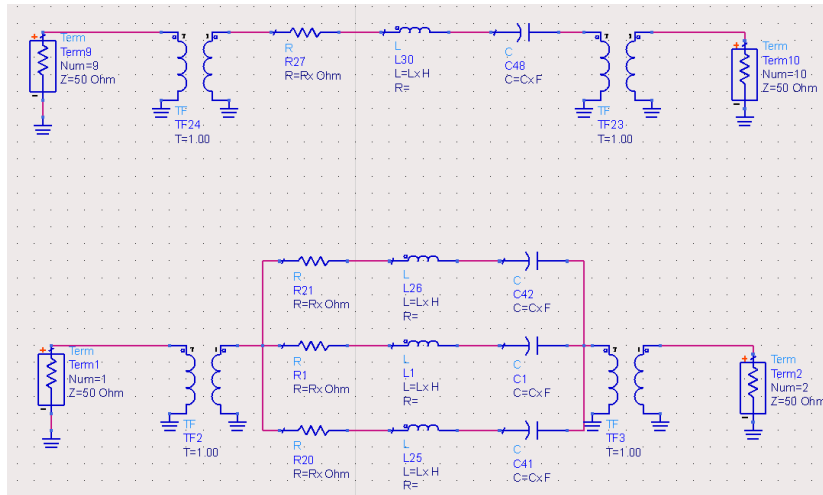 Term
Term9
Num=9
Z=50 Ohm
TF
TF24
T=1.00
R
R27
R=Rx Ohm
L
L30
L=Lx H
R=
C
C48
C=Cx F
TF
TF23
T=1.00
Term
Term10
Num=10
Z=50 Ohm
R
R21
R=Rx Ohm
L
L26
L=Lx H
R=
C
C42
C=Cx F
Term
Term1
Num=1
Z=50 Ohm
TF
TF2
T=1.00
R
R1
R=Rx Ohm
L
L1
L=Lx H
R=
C
C1
C=Cx F
TF
TF3
T=1.00
Term
Term2
Num=2
Z=50 Ohm
R
R20
R=Rx Ohm
L
L25
L=Lx H
R=
C
C41
C=Cx F